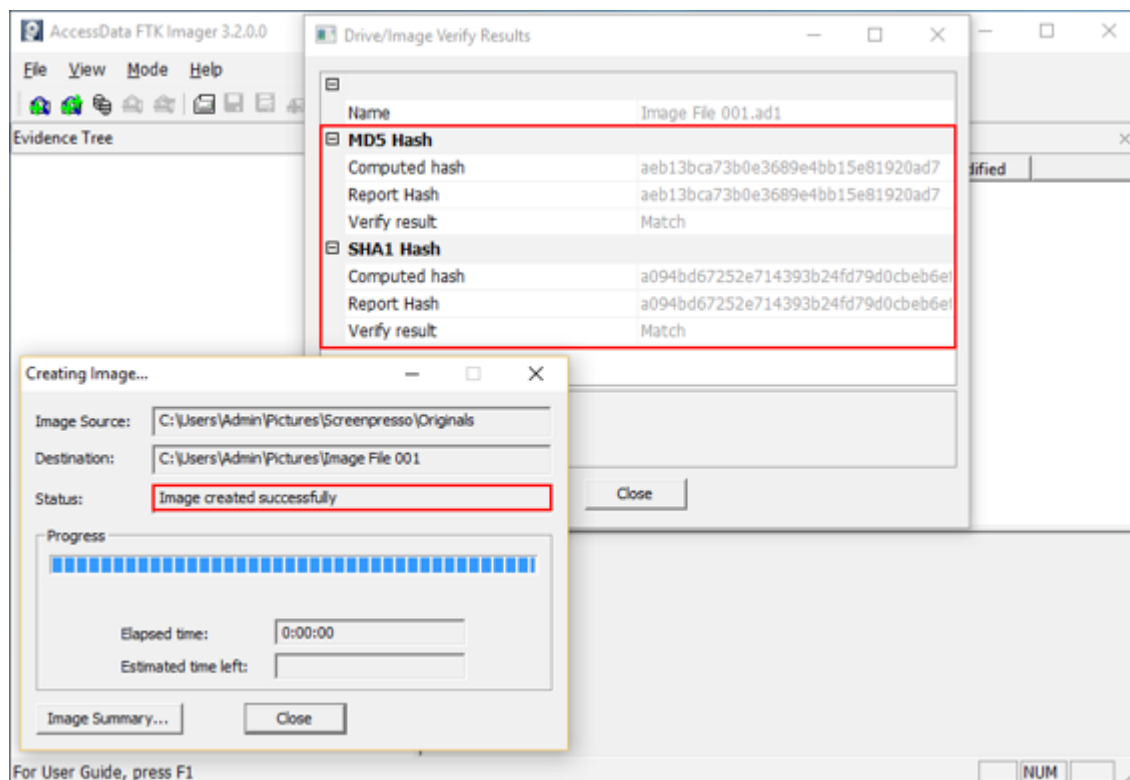 AccessData FTK Imager 3.2.0.0
File View Mode Help
Evidence Tree
Drive/Image Verify Results
Name Image File 001.ad1
MD5 Hash
Computed hash aeb13bca73b0e3689e4bb15e81920ad7
Report Hash aeb13bca73b0e3689e4bb15e81920ad7
Verify result Match
SHA1 Hash
Computed hash a094bd67252e714393b24fd79d0cbeb6e
Report Hash a094bd67252e714393b24fd79d0cbeb6e
Verify result Match
Close
dified
Creating Image...
Image Source: C:\Users\Admin\Pictures\Screenpresso\Originals
Destination: C:\Users\Admin\Pictures\Image File 001
Status: Image created successfully
Progress
Elapsed time: 0:00:00
Estimated time left:
Image Summary... Close
For User Guide, press F1
NUM